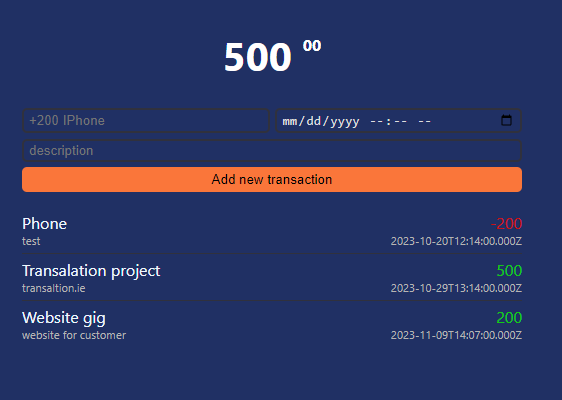 500 00
+200 IPhone mm/dd/yyyy --:-- --
description
Add new transaction
Phone -200
test 2023-10-20T12:14:00.000Z
Transalation project 500
transaltion.ie 2023-10-29T13:14:00.000Z
Website gig 200
website for customer 2023-11-09T14:07:00.000Z